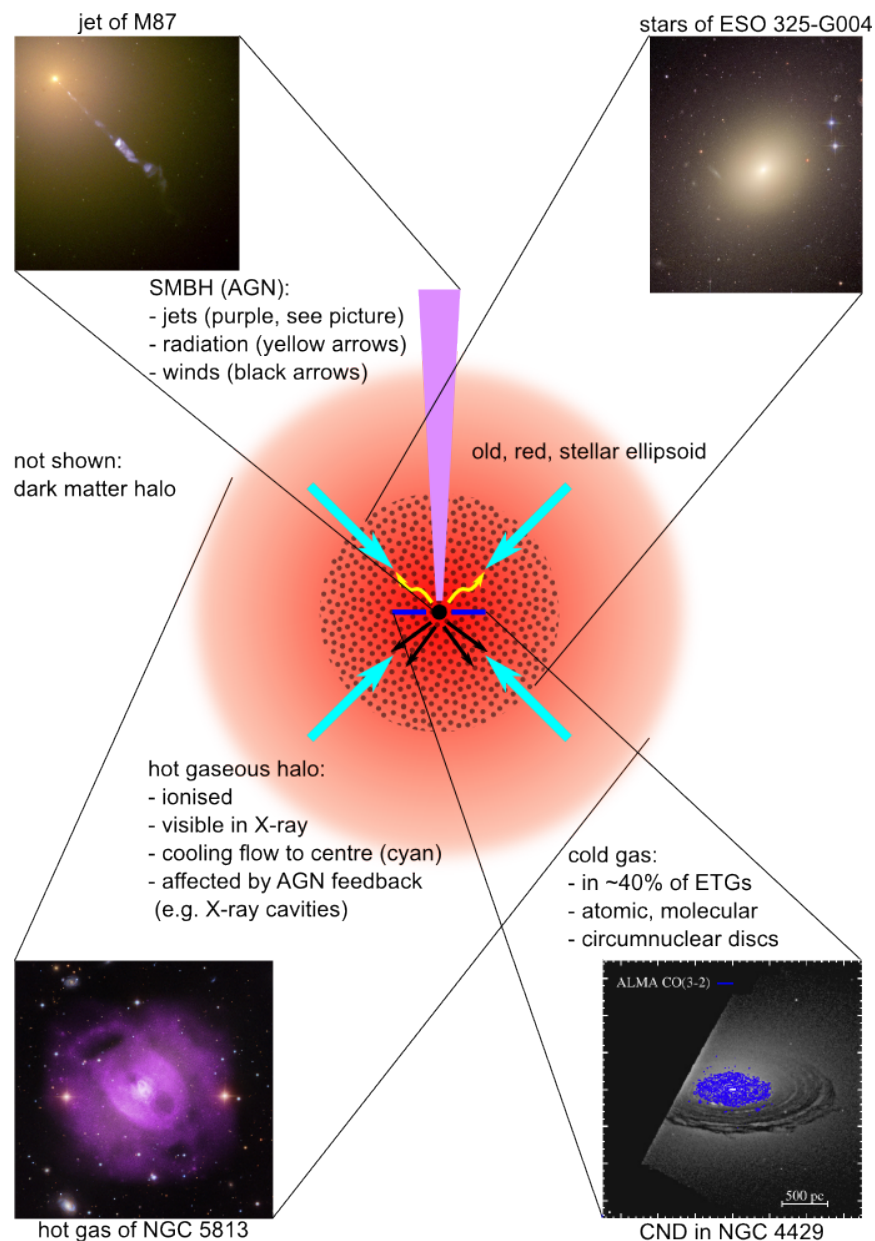 jet of M87
stars of ESO 325-G004
SMBH (AGN):
- jets (purple, see picture)
- radiation (yellow arrows)
- winds (black arrows)
not shown:
dark matter halo
old, red, stellar ellipsoid
hot gaseous halo:
- ionised
- visible in X-ray
- cooling flow to centre (cyan)
- affected by AGN feedback
(e.g. X-ray cavities)
cold gas:
- in ~40% of ETGs
- atomic, molecular
- circumnuclear discs
ALMA CO(3-2)
500 pc
hot gas of NGC 5813
CND in NGC 4429